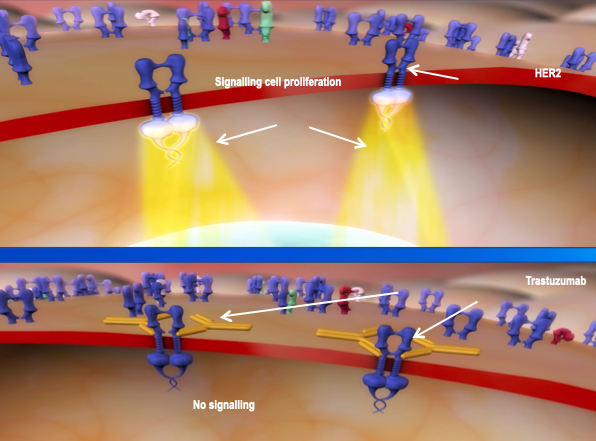 Signalling cell proliferation
HER2
Trastuzumab
No signalling